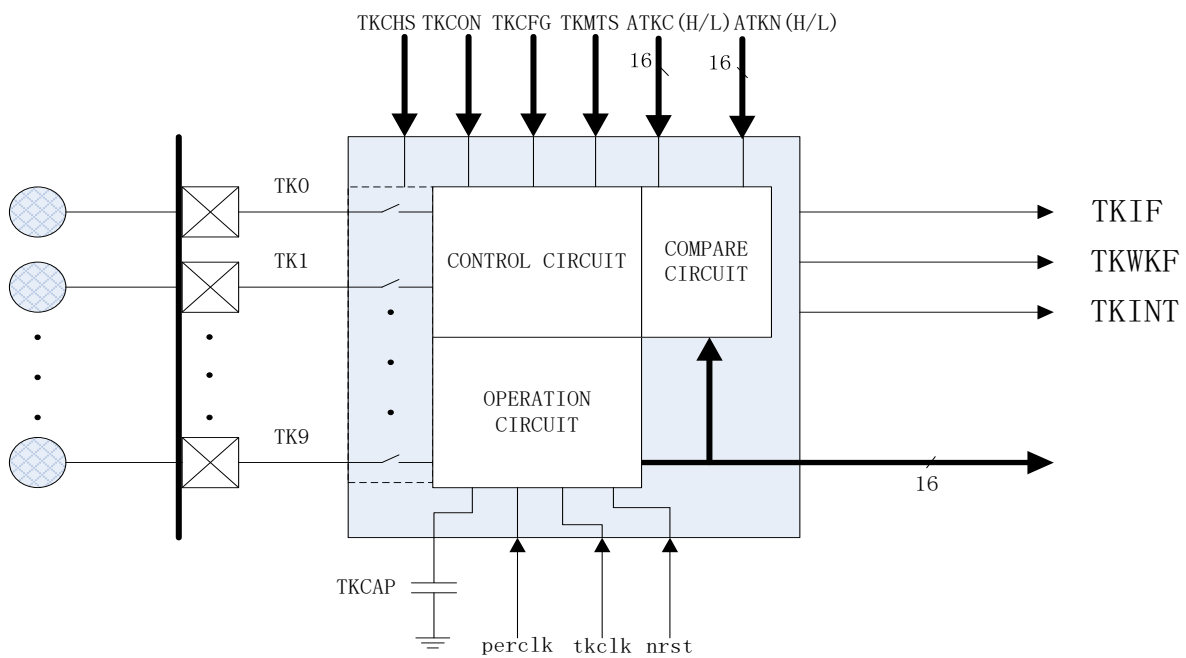 TKCHS TKCON TKCFG TKMTS ATKC(H/L) ATKN(H/L)
16 16
TK0
TK1
TK9
CONTROL CIRCUIT
COMPARE
CIRCUIT
OPERATION
CIRCUIT
TKIF
TKWKF
TKINT
16
TKCAP
perclk tkclk nrst